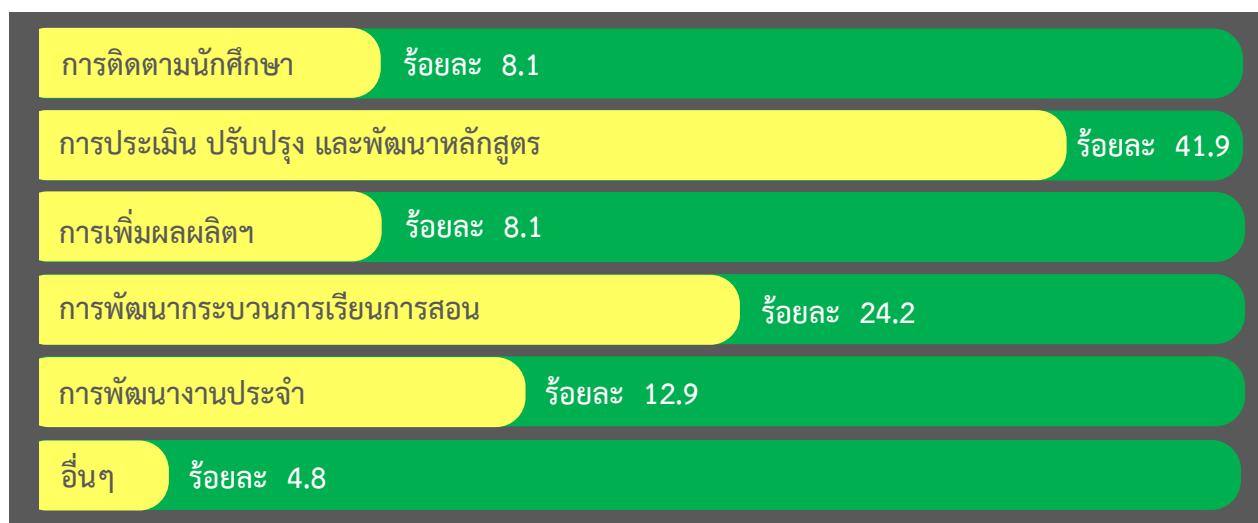 การติดตามนักศึกษา ร้อยละ 8.1
การประเมิน ปรับปรุง และพัฒนาหลักสูตร ร้อยละ 41.9
การเพิ่มผลผลิตฯ ร้อยละ 8.1
การพัฒนากระบวนการเรียนการสอน ร้อยละ 24.2
การพัฒนางานประจำ ร้อยละ 12.9
อื่นๆ ร้อยละ 4.8